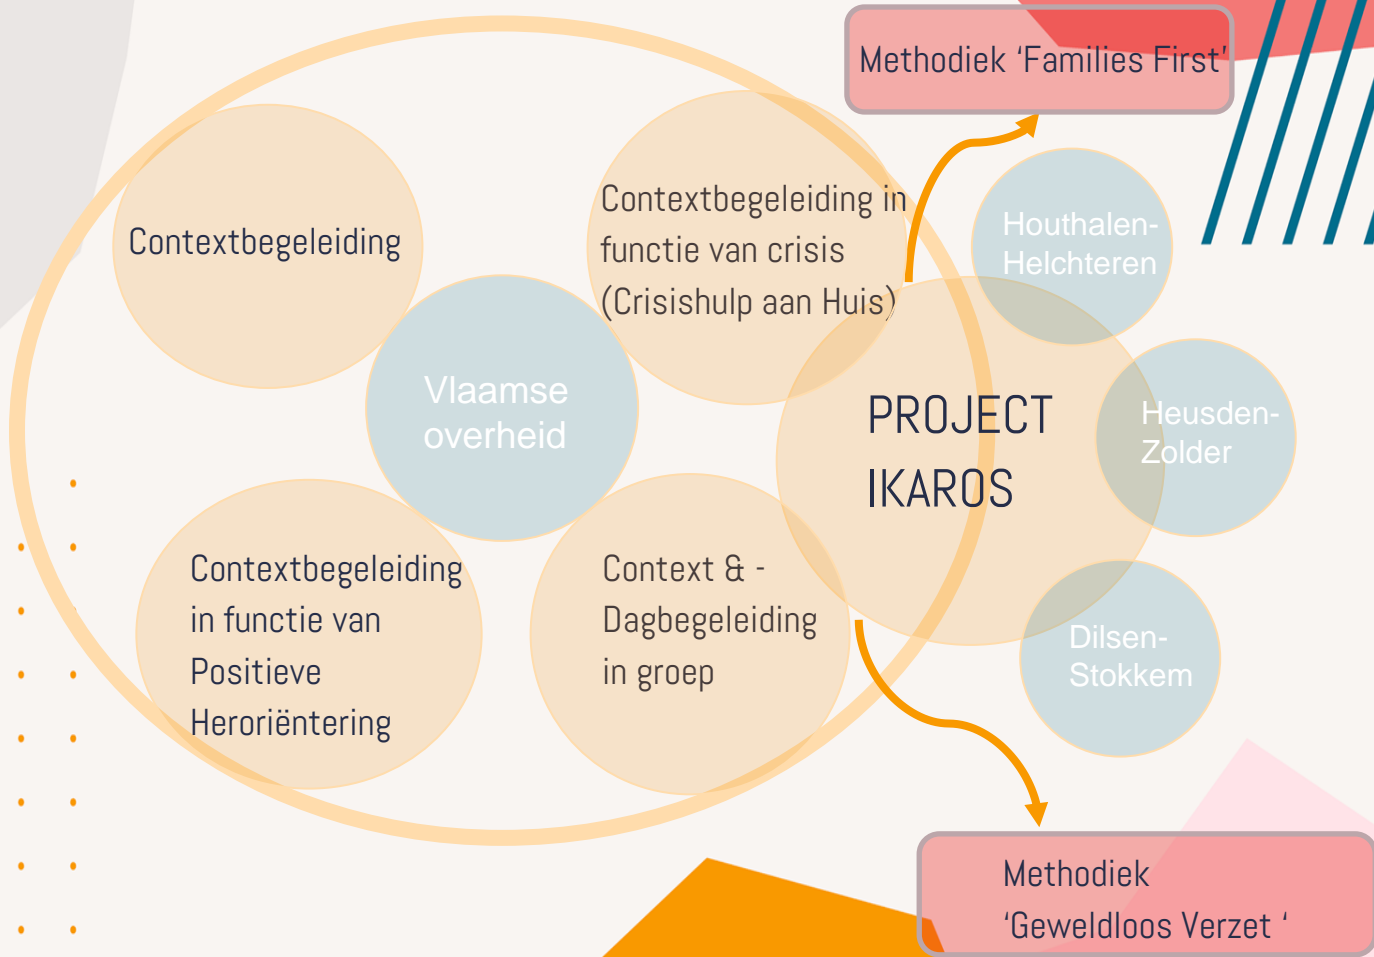 Methodiek ‘Families First’
Contextbegeleiding
Contextbegeleiding in
functie van crisis
(Crisishulp aan Huis)
Houthalen-
Helchteren
Vlaamse
overheid
PROJECT
IKAROS
Heusden-
Zolder
Contextbegeleiding
in functie van
Positieve
Heroriëntering
Context & -
Dagbegeleiding
in groep
Dilsen-
Stokkem
Methodiek
‘Geweldloos Verzet ‘